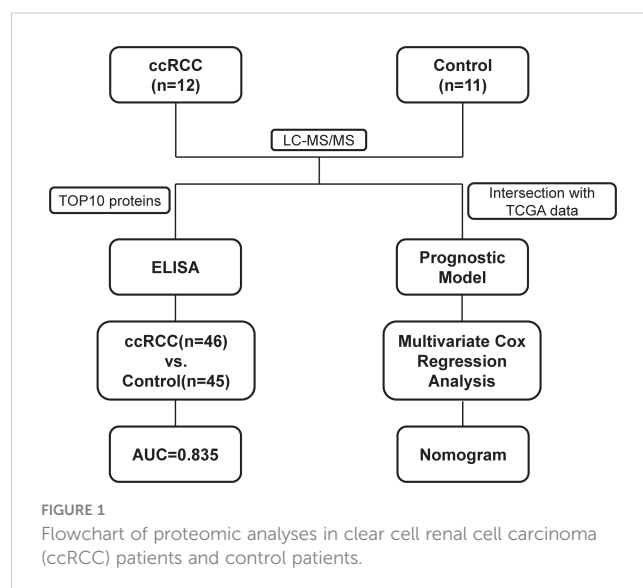 ccRCC
(n=12)
Control
(n=11)
LC-MS/MS
TOP10 proteins
Intersection with
TCGA data
ELISA
Prognostic
Model
ccRCC(n=46)
vs.
Control(n=45)
Multivariate Cox
Regression
Analysis
AUC=0.835
Nomogram
FIGURE 1
Flowchart of proteomic analyses in clear cell renal cell carcinoma
(ccRCC) patients and control patients.